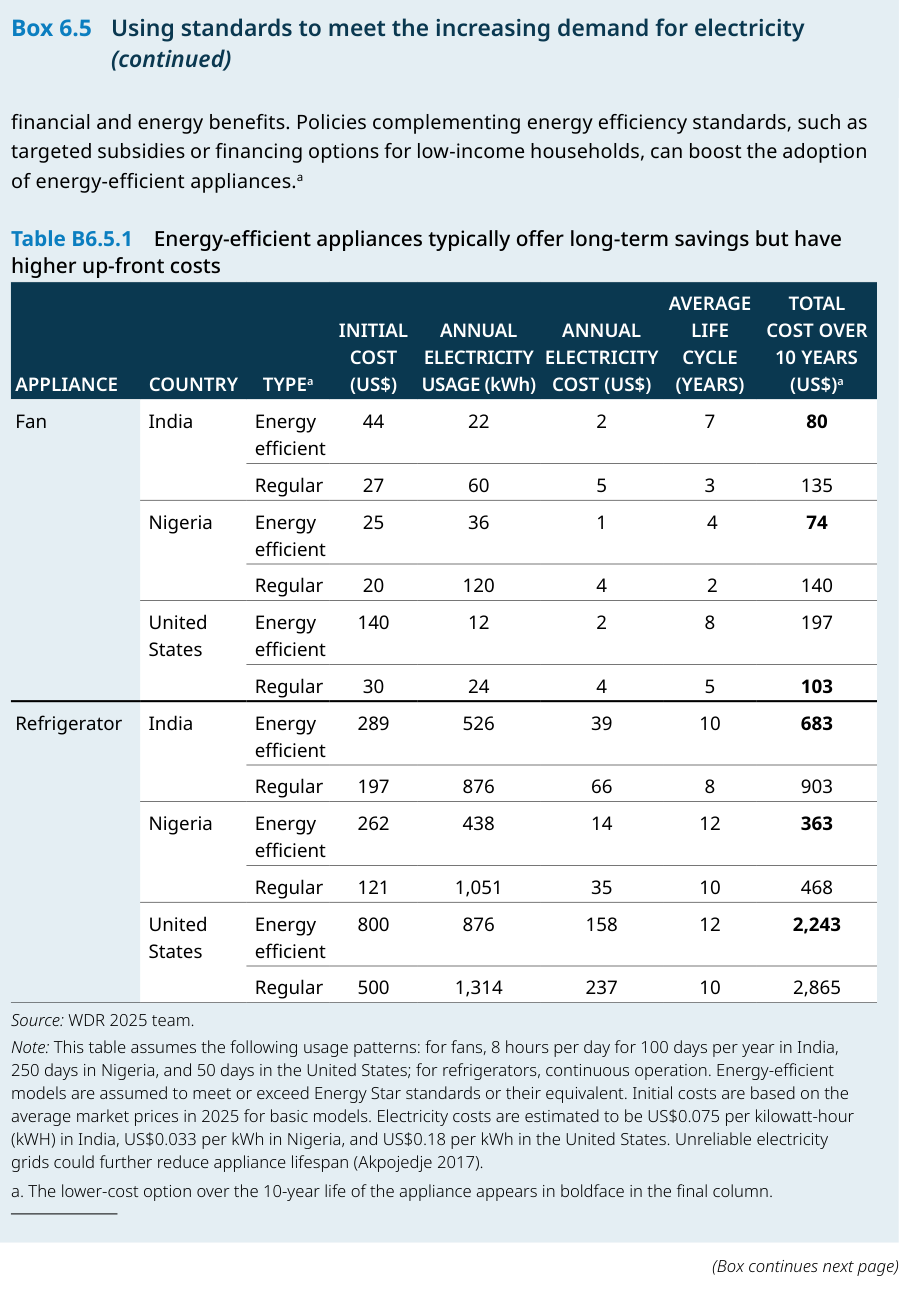 Box 6.5 Using standards to meet the increasing demand for electricity
(continued)
financial and energy benefits. Policies complementing energy efficiency standards, such as
targeted subsidies or financing options for low-income households, can boost the adoption
of energy-efficient appliances.a
Table B6.5.1 Energy-efficient appliances typically offer long-term savings but have
higher up-front costs
APPLIANCE COUNTRY TYPEa INITIAL COST (US$) ANNUAL ELECTRICITY USAGE (kWh) ANNUAL ELECTRICITY COST (US$) AVERAGE LIFE CYCLE (YEARS) TOTAL COST OVER 10 YEARS (US$)a
Fan India Energy efficient 44 22 2 7 80
Regular 27 60 5 3 135
Nigeria Energy efficient 25 36 1 4 74
Regular 20 120 4 2 140
United States Energy efficient 140 12 2 8 197
Regular 30 24 4 5 103
Refrigerator India Energy efficient 289 526 39 10 683
Regular 197 876 66 8 903
Nigeria Energy efficient 262 438 14 12 363
Regular 121 1,051 35 10 468
United States Energy efficient 800 876 158 12 2,243
Regular 500 1,314 237 10 2,865
Source: WDR 2025 team.
Note: This table assumes the following usage patterns: for fans, 8 hours per day for 100 days per year in India,
250 days in Nigeria, and 50 days in the United States; for refrigerators, continuous operation. Energy-efficient
models are assumed to meet or exceed Energy Star standards or their equivalent. Initial costs are based on the
average market prices in 2025 for basic models. Electricity costs are estimated to be US$0.075 per kilowatt-hour
(kWH) in India, US$0.033 per kWh in Nigeria, and US$0.18 per kWh in the United States. Unreliable electricity
grids could further reduce appliance lifespan (Akpojedje 2017).
a. The lower-cost option over the 10-year life of the appliance appears in boldface in the final column.
(Box continues next page)